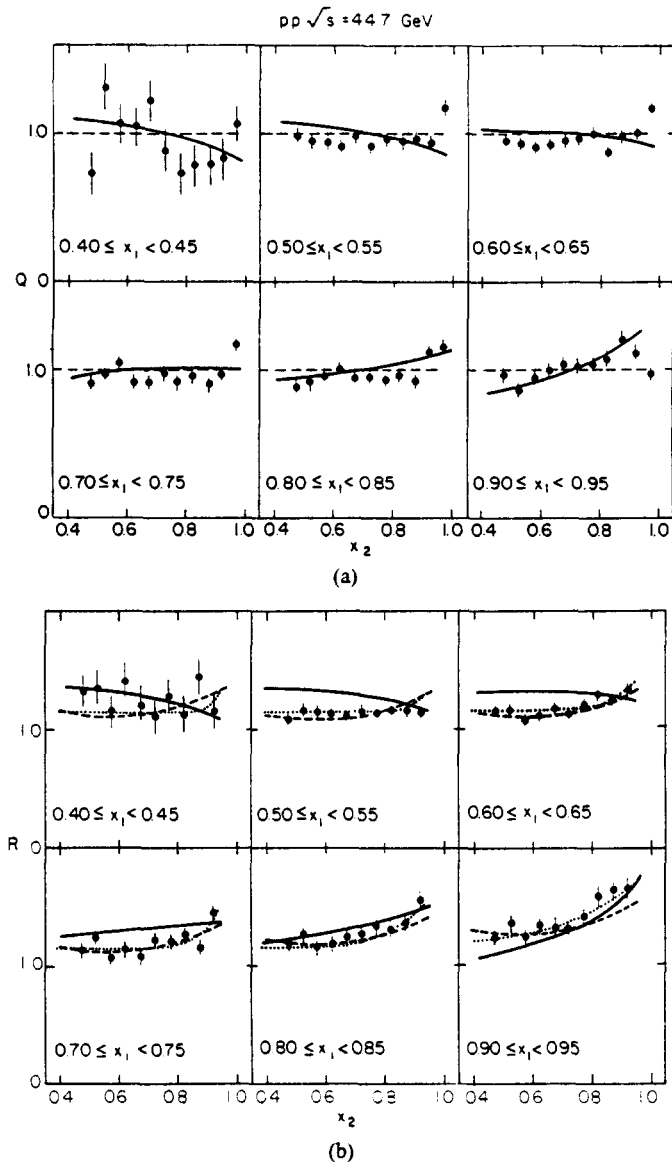 pp √s = 44.7 GeV
1.0
0.40 ≤ x₁ < 0.45
0.50 ≤ x₁ < 0.55
0.60 ≤ x₁ < 0.65
Q 0
1.0
0.70 ≤ x₁ < 0.75
0.80 ≤ x₁ < 0.85
0.90 ≤ x₁ < 0.95
0
0.4 0.6 0.8 1.0 0.4 0.6 0.8 1.0 0.4 0.6 0.8 1.0
x₂
(a)
1.0
0.40 ≤ x₁ < 0.45
0.50 ≤ x₁ < 0.55
0.60 ≤ x₁ < 0.65
R 0
1.0
0.70 ≤ x₁ < 0.75
0.80 ≤ x₁ < 0.85
0.90 ≤ x₁ < 0.95
0
0.4 0.6 0.8 1.0 0.4 0.6 0.8 1.0 0.4 0.6 0.8 1.0
x₂
(b)